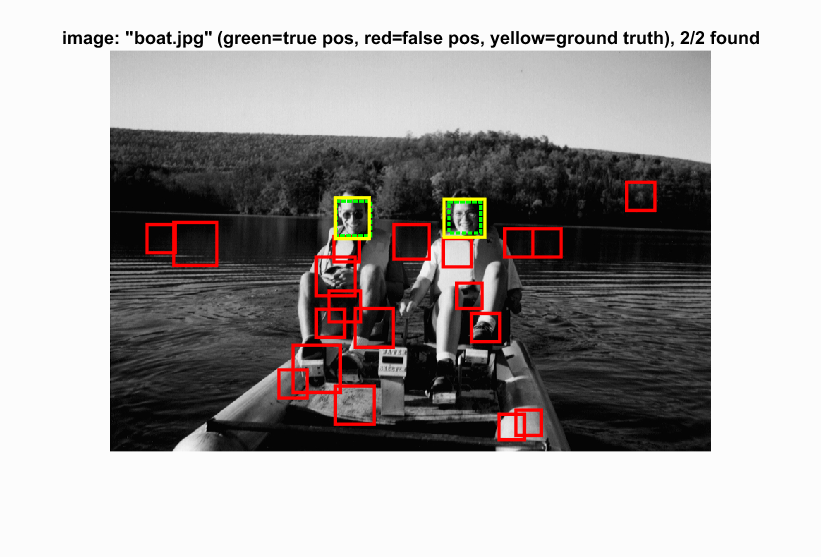 image: "boat.jpg" (green=true pos, red=false pos, yellow=ground truth), 2/2 found